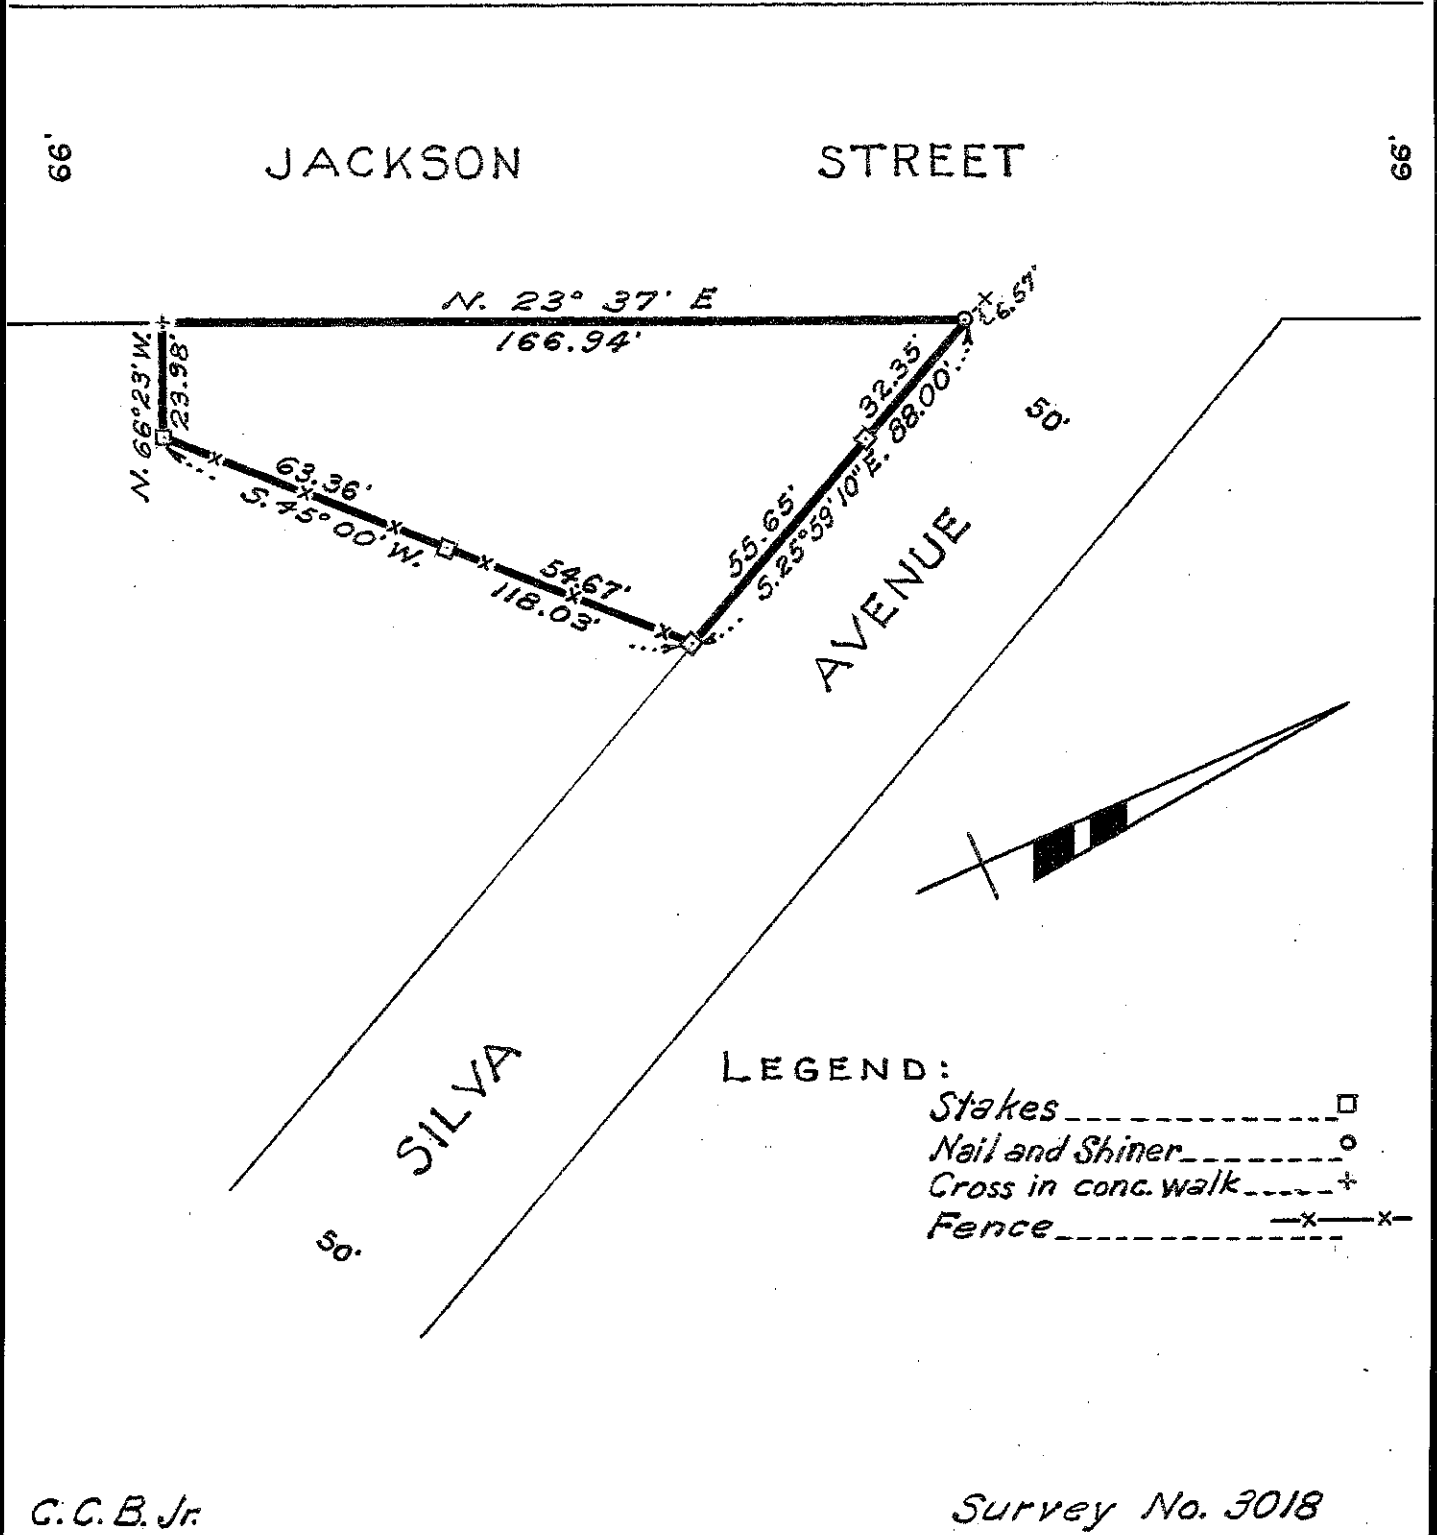 66'
JACKSON STREET
66'
N. 23° 37' E
166.94'
6.57'
N. 66°23' W.
23.98'
32.35'
88.00'
S. 25°59'10" E.
55.65'
50'
63.36'
S. 45°00' W.
54.67'
118.03'
AVENUE
SILVA
50'
LEGEND:
Stakes
Nail and Shiner
Cross in conc. walk
Fence
C.C.B. Jr.
Survey No. 3018